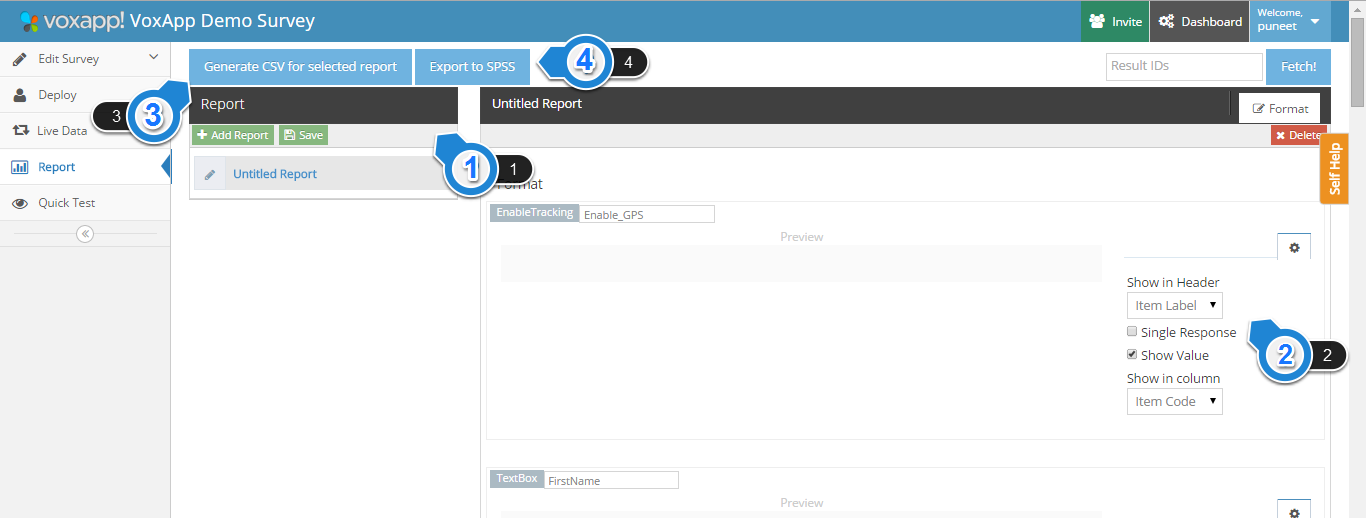 voxapp! VoxApp Demo Survey
Invite
Dashboard
Welcome,
puneet
Edit Survey
Deploy
Live Data
Report
Quick Test
Generate CSV for selected report
Export to SPSS
4 4
Result IDs
Fetch!
3 3
Report
Add Report
Save
Untitled Report
1 1
Untitled Report
Format
Delete
Self Help
Format
EnableTracking
Enable_GPS
Preview
Show in Header
Item Label
Single Response
Show Value
2 2
Show in column
Item Code
TextBox
FirstName
Preview